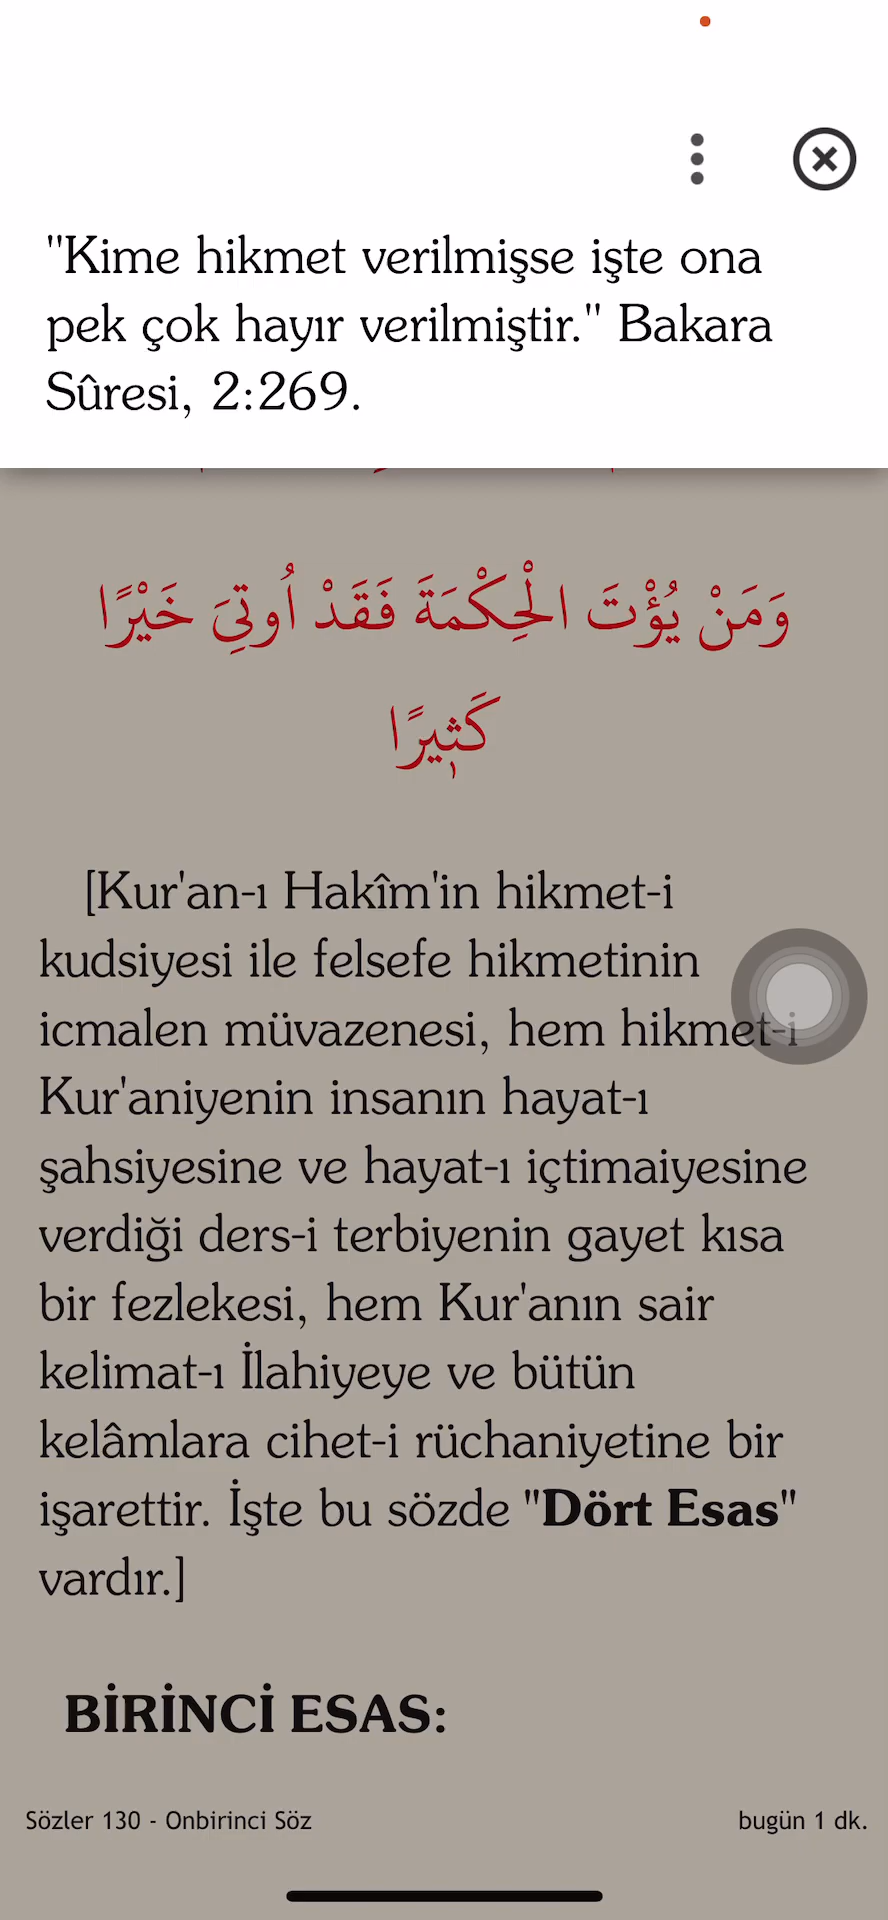 "Kime hikmet verilmişse işte ona
pek çok hayır verilmiştir." Bakara
Sûresi, 2:269.
وَمَنْ يُؤْتَ الْحِكْمَةَ فَقَدْ اُوتِىَ خَيْرًا
كَثٖيرًا
[Kur'an-ı Hakîm'in hikmet-i
kudsiyesi ile felsefe hikmetinin
icmalen müvazenesi, hem hikmet-i
Kur'aniyenin insanın hayat-ı
şahsiyesine ve hayat-ı içtimaiyesine
verdiği ders-i terbiyenin gayet kısa
bir fezlekesi, hem Kur'anın sair
kelimat-ı İlahiyeye ve bütün
kelâmlara cihet-i rüchaniyetine bir
işarettir. İşte bu sözde "Dört Esas"
vardır.]
BİRİNCİ ESAS:
Sözler 130 - Onbirinci Söz
bugün 1 dk.